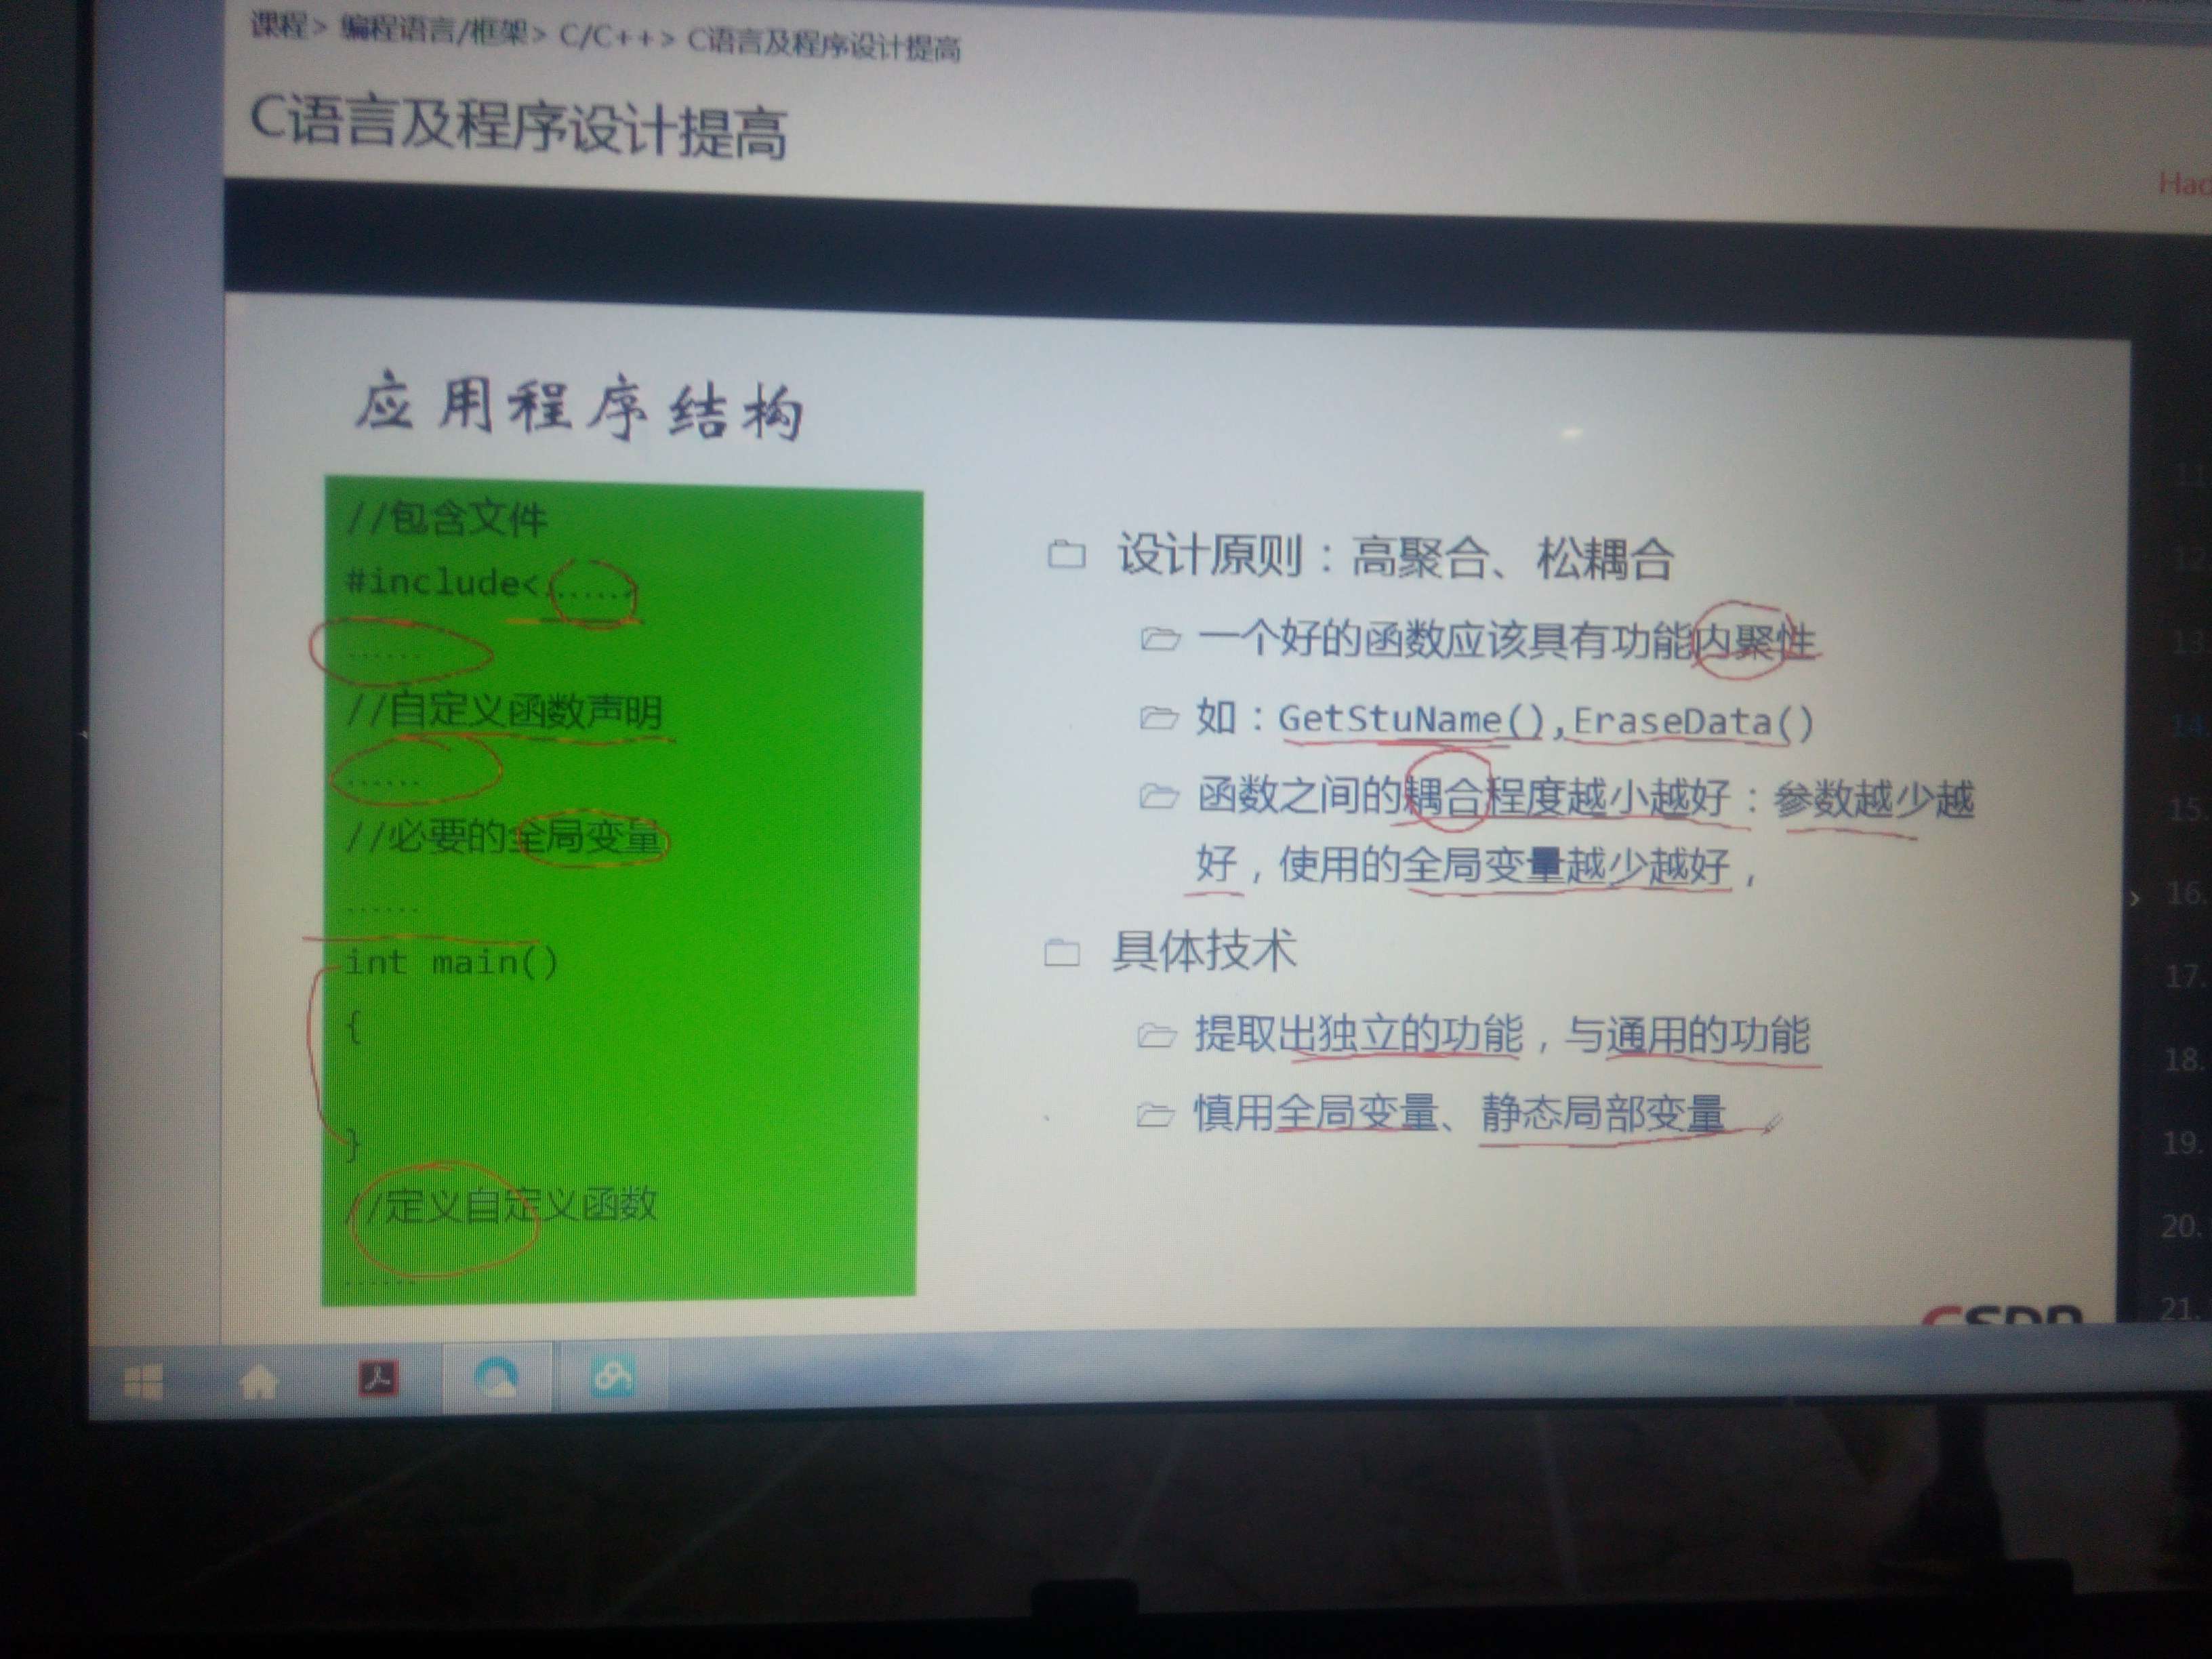 课程> 编程语言/框架> C/C++> C语言及程序设计提高
C语言及程序设计提高
Had
应用程序结构
//包含文件
#include<......
......
//自定义函数声明
......
//必要的全局变量
......
int main()
{
}
//定义自定义函数
......
设计原则：高聚合、松耦合
一个好的函数应该具有功能内聚性
如：GetStuName(),EraseData()
函数之间的耦合程度越小越好：参数越少越
好，使用的全局变量越少越好，
具体技术
提取出独立的功能，与通用的功能
慎用全局变量、静态局部变量
CSDN
11
12
13.
14.
15.
16.
17.
18.
19.
20.
21.